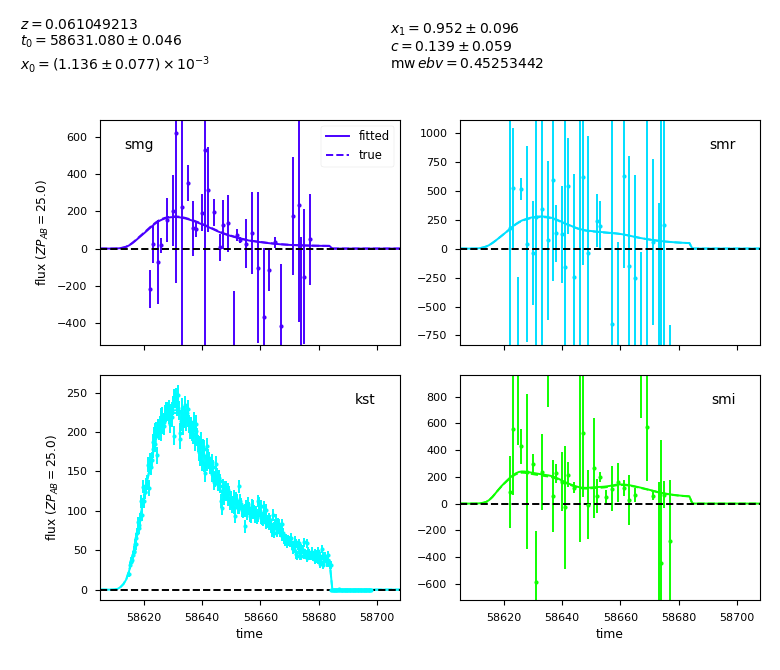 z = 0.061049213
t₀ = 58631.080 ± 0.046
x₀ = (1.136 ± 0.077) × 10⁻³
x₁ = 0.952 ± 0.096
c = 0.139 ± 0.059
mw ebv = 0.45253442
smg
fitted
true
600
400
200
0
−200
−400
flux (ZP_AB = 25.0)
smr
1000
750
500
250
0
−250
−500
−750
kst
250
200
150
100
50
0
flux (ZP_AB = 25.0)
58620 58640 58660 58680 58700
time
smi
800
600
400
200
0
−200
−400
−600
58620 58640 58660 58680 58700
time